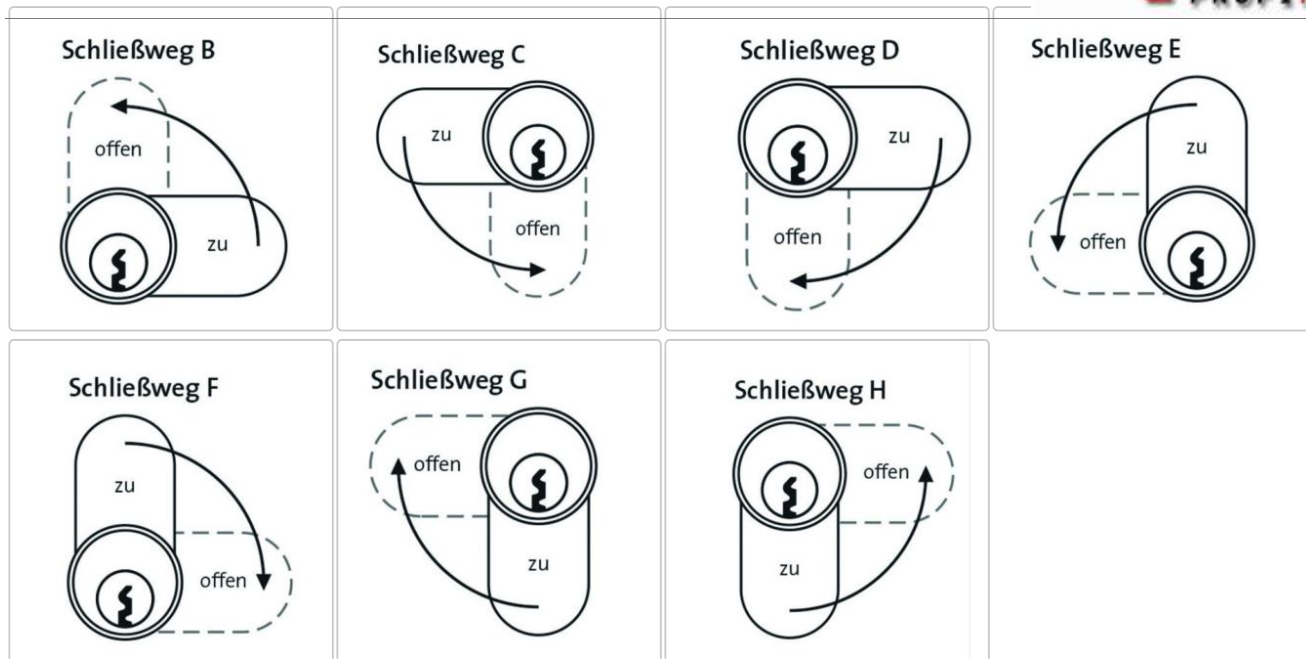 Schließweg B
offen
zu
Schließweg C
zu
offen
Schließweg D
zu
offen
Schließweg E
zu
offen
Schließweg F
zu
offen
Schließweg G
offen
zu
Schließweg H
offen
zu